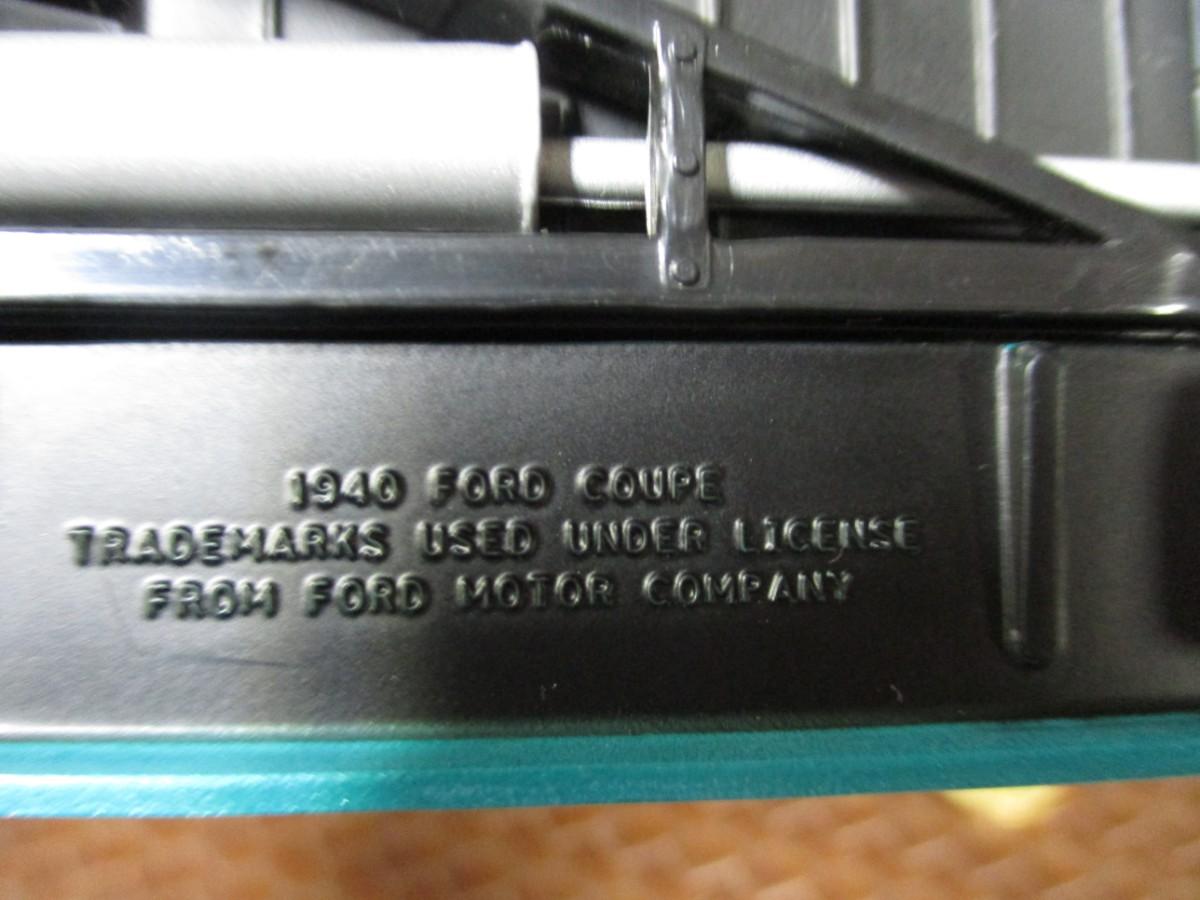 1940 FORD COUPE
TRADEMARKS USED UNDER LICENSE
FROM FORD MOTOR COMPANY